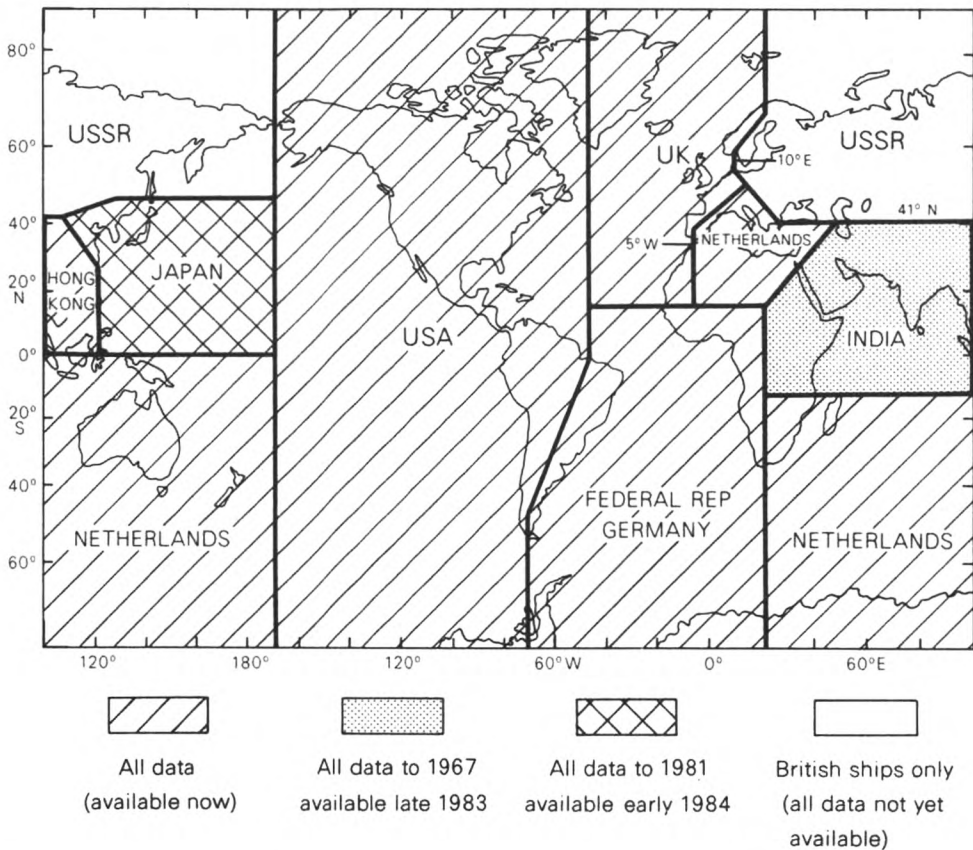 80°
60°
40°
20°
N
0°
20°
S
40°
60°
USSR
HONG
KONG
JAPAN
NETHERLANDS
USA
UK
USSR
10°E
41° N
5°W
NETHERLANDS
INDIA
FEDERAL REP
GERMANY
NETHERLANDS
120° 180° 120° 60°W 0° 60°E
All data
(available now)
All data to 1967
available late 1983
All data to 1981
available early 1984
British ships only
(all data not yet
available)